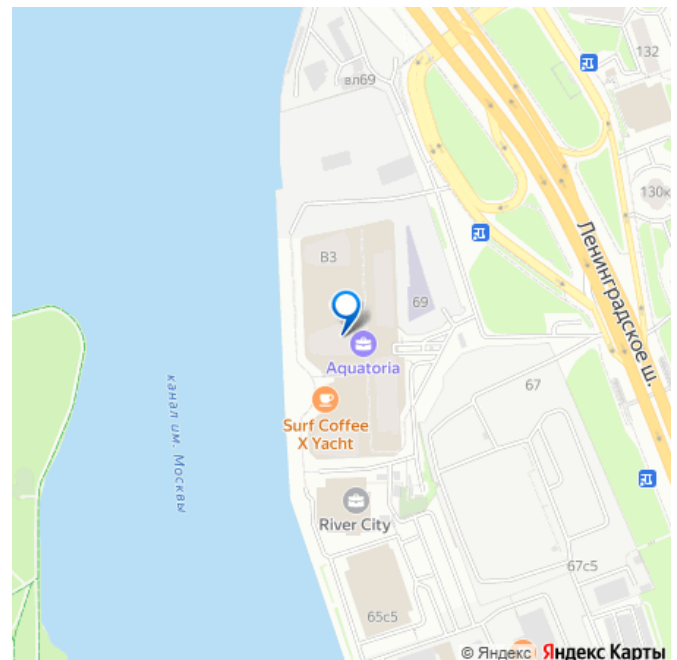 132
вл69
130к
Ленинградское ш.
В3
69
Aquatoria
67
канал им. Москвы
Surf Coffee
X Yacht
River City
67с5
65с5
© Яндекс Яндекс Карты